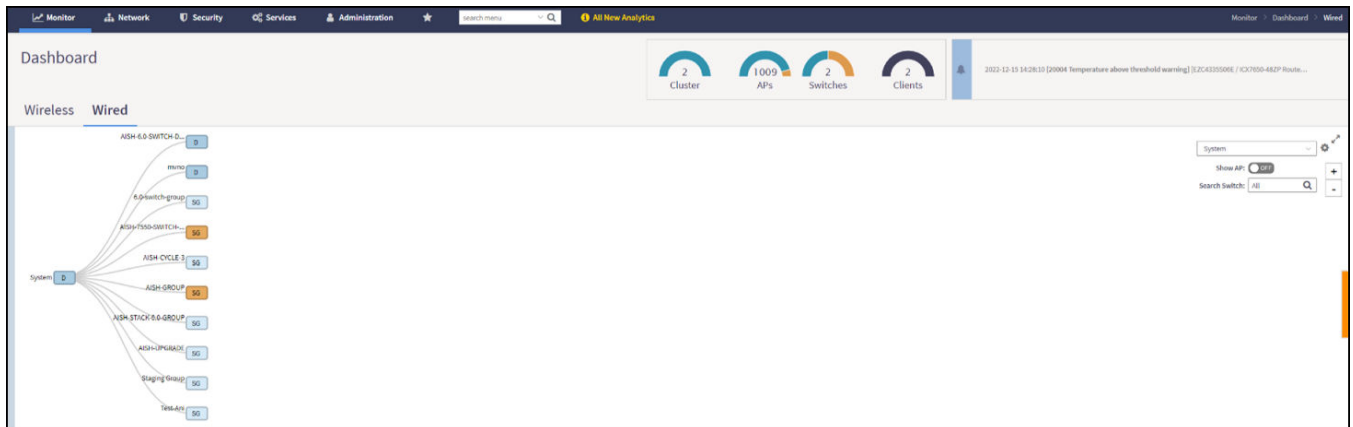 Monitor Network Security Services Administration search menu All New Analytics Monitor > Dashboard > Wired
Dashboard
2 Cluster
1009 APs
2 Switches
2 Clients
2022-12-15 14:28:10 [20004 Temperature above threshold warning] [EZC4335S06E / ICX7650-48ZP Route...
Wireless Wired
AISH-6.0-SWITCH-D... D
mvno D
6.0-switch-group SG
AISH-7550-SWITCH-... SG
AISH-CYCLE-3 SG
System D
AISH-GROUP SG
AISH-STACK-6.0-GROUP SG
AISH-UPGRADE SG
Staging Group SG
Test-Ani SG
System
Show AP: OFF
+
Search Switch: All
-